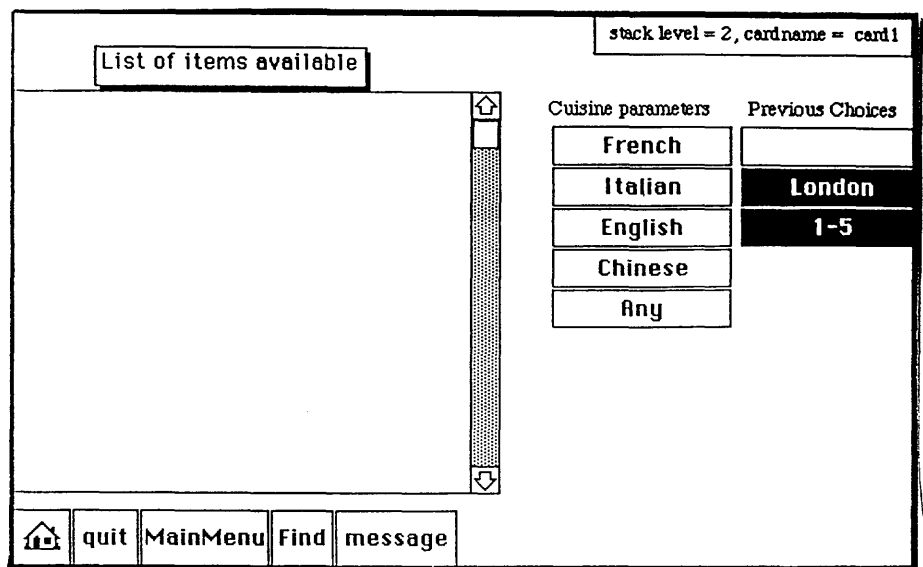 stack level = 2, cardname = card1
List of items available
Cuisine parameters
Previous Choices
French
Italian
London
English
1-5
Chinese
Any
quit
MainMenu
Find
message